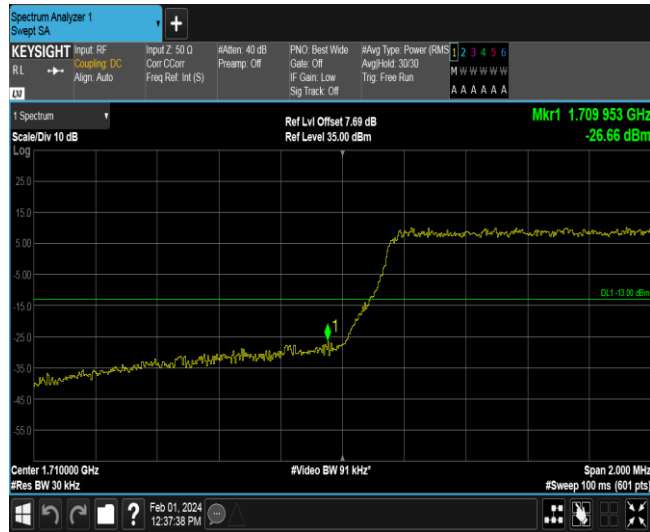 Spectrum Analyzer 1
Swept SA
KEYSIGHT
RL
LXI
Input: RF
Coupling: DC
Align: Auto
Input Z: 50 Ω
Corr CCorr
Freq Ref: Int (S)
#Atten: 40 dB
Preamp: Off
PNO: Best Wide
Gate: Off
IF Gain: Low
Sig Track: Off
#Avg Type: Power (RMS
Avg|Hold: 30/30
Trig: Free Run
1 2 3 4 5 6
M W W W W W
A A A A A A
1 Spectrum
Scale/Div 10 dB
Ref Lvl Offset 7.69 dB
Ref Level 35.00 dBm
Mkr1 1.709 953 GHz
-26.66 dBm
Log
25.0
15.0
5.00
-5.00
-15.0
-25.0
-35.0
-45.0
-55.0
DL1 -13.00 dBm
1
Center 1.710000 GHz
#Video BW 91 kHz*
Span 2.000 MHz
#Res BW 30 kHz
#Sweep 100 ms (601 pts)
Feb 01, 2024
12:37:38 PM